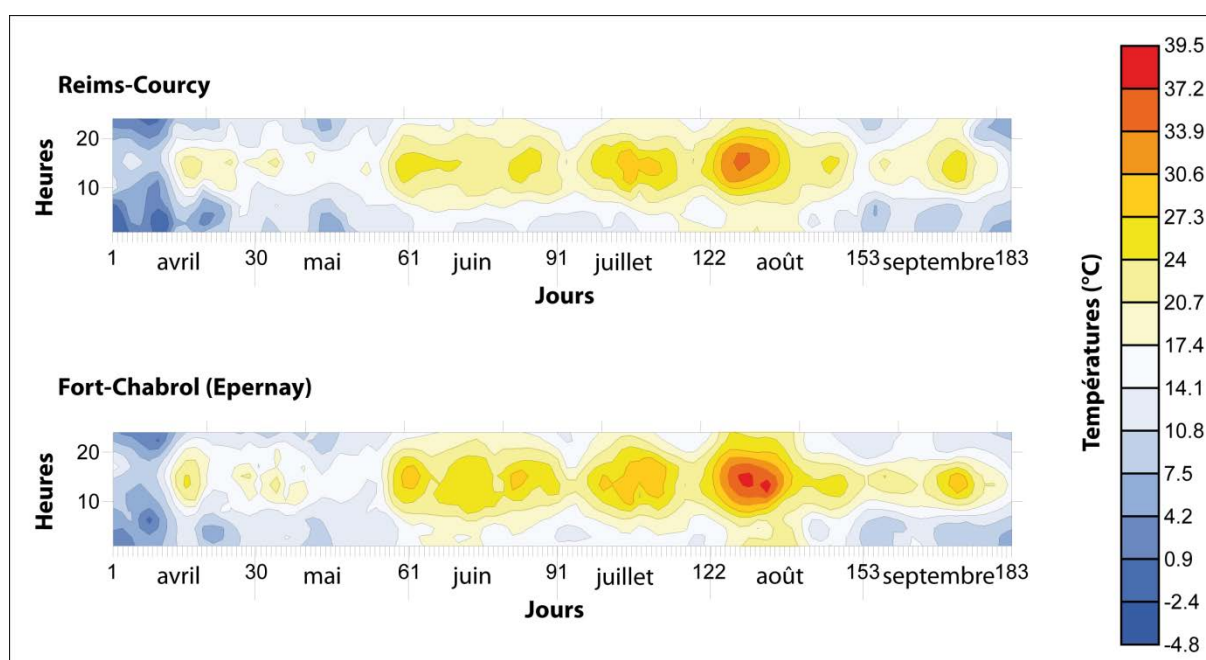 Reims-Courcy
Heures
20
10
1 avril 30 mai 61 juin 91 juillet 122 août 153 septembre 183
Jours
Fort-Chabrol (Epernay)
Heures
20
10
1 avril 30 mai 61 juin 91 juillet 122 août 153 septembre 183
Jours
Températures (°C)
39.5
37.2
33.9
30.6
27.3
24
20.7
17.4
14.1
10.8
7.5
4.2
0.9
-2.4
-4.8